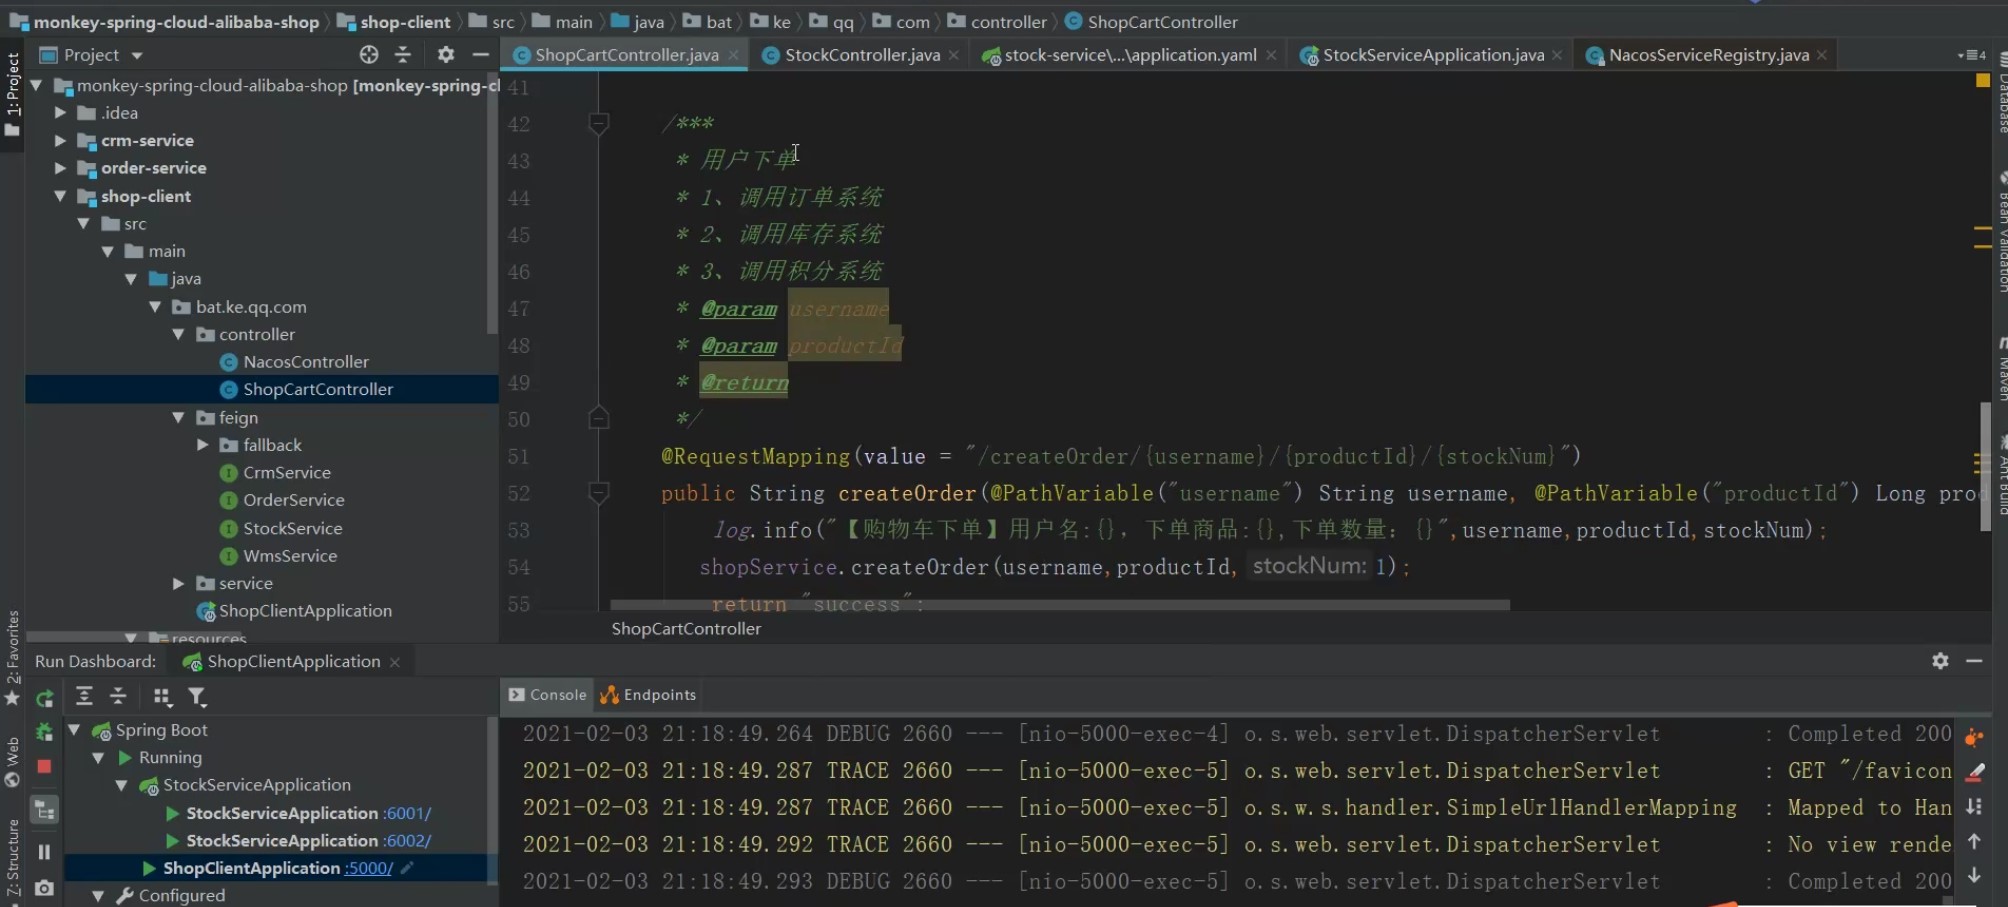 monkey-spring-cloud-alibaba-shop shop-client src main java bat ke qq com controller ShopCartController
Project
ShopCartController.java StockController.java stock-service\...\application.yaml StockServiceApplication.java NacosServiceRegistry.java 4
1: Project
monkey-spring-cloud-alibaba-shop [monkey-spring-cl
.idea
crm-service
order-service
shop-client
src
main
java
bat.ke.qq.com
controller
NacosController
ShopCartController
feign
fallback
CrmService
OrderService
StockService
WmsService
service
ShopClientApplication
resources
41
42 /***
43 * 用户下单
44 * 1、调用订单系统
45 * 2、调用库存系统
46 * 3、调用积分系统
47 * @param username
48 * @param productId
49 * @return
50 */
51 @RequestMapping(value = "/createOrder/{username}/{productId}/{stockNum}")
52 public String createOrder(@PathVariable("username") String username, @PathVariable("productId") Long prod
53 log.info("【购物车下单】用户名:{}, 下单商品:{},下单数量: {}",username,productId,stockNum);
54 shopService.createOrder(username,productId, stockNum: 1);
55 return "success";
ShopCartController
Database
Bean Validation
Maven
Ant Build
2: Favorites
Web
Z: Structure
Run Dashboard: ShopClientApplication
Console Endpoints
Spring Boot
Running
StockServiceApplication
StockServiceApplication :6001/
StockServiceApplication :6002/
ShopClientApplication :5000/
Configured
2021-02-03 21:18:49.264 DEBUG 2660 --- [nio-5000-exec-4] o.s.web.servlet.DispatcherServlet : Completed 200
2021-02-03 21:18:49.287 TRACE 2660 --- [nio-5000-exec-5] o.s.web.servlet.DispatcherServlet : GET "/favicon
2021-02-03 21:18:49.287 TRACE 2660 --- [nio-5000-exec-5] o.s.w.s.handler.SimpleUrlHandlerMapping : Mapped to Han
2021-02-03 21:18:49.292 TRACE 2660 --- [nio-5000-exec-5] o.s.web.servlet.DispatcherServlet : No view rende
2021-02-03 21:18:49.293 DEBUG 2660 --- [nio-5000-exec-5] o.s.web.servlet.DispatcherServlet : Completed 200